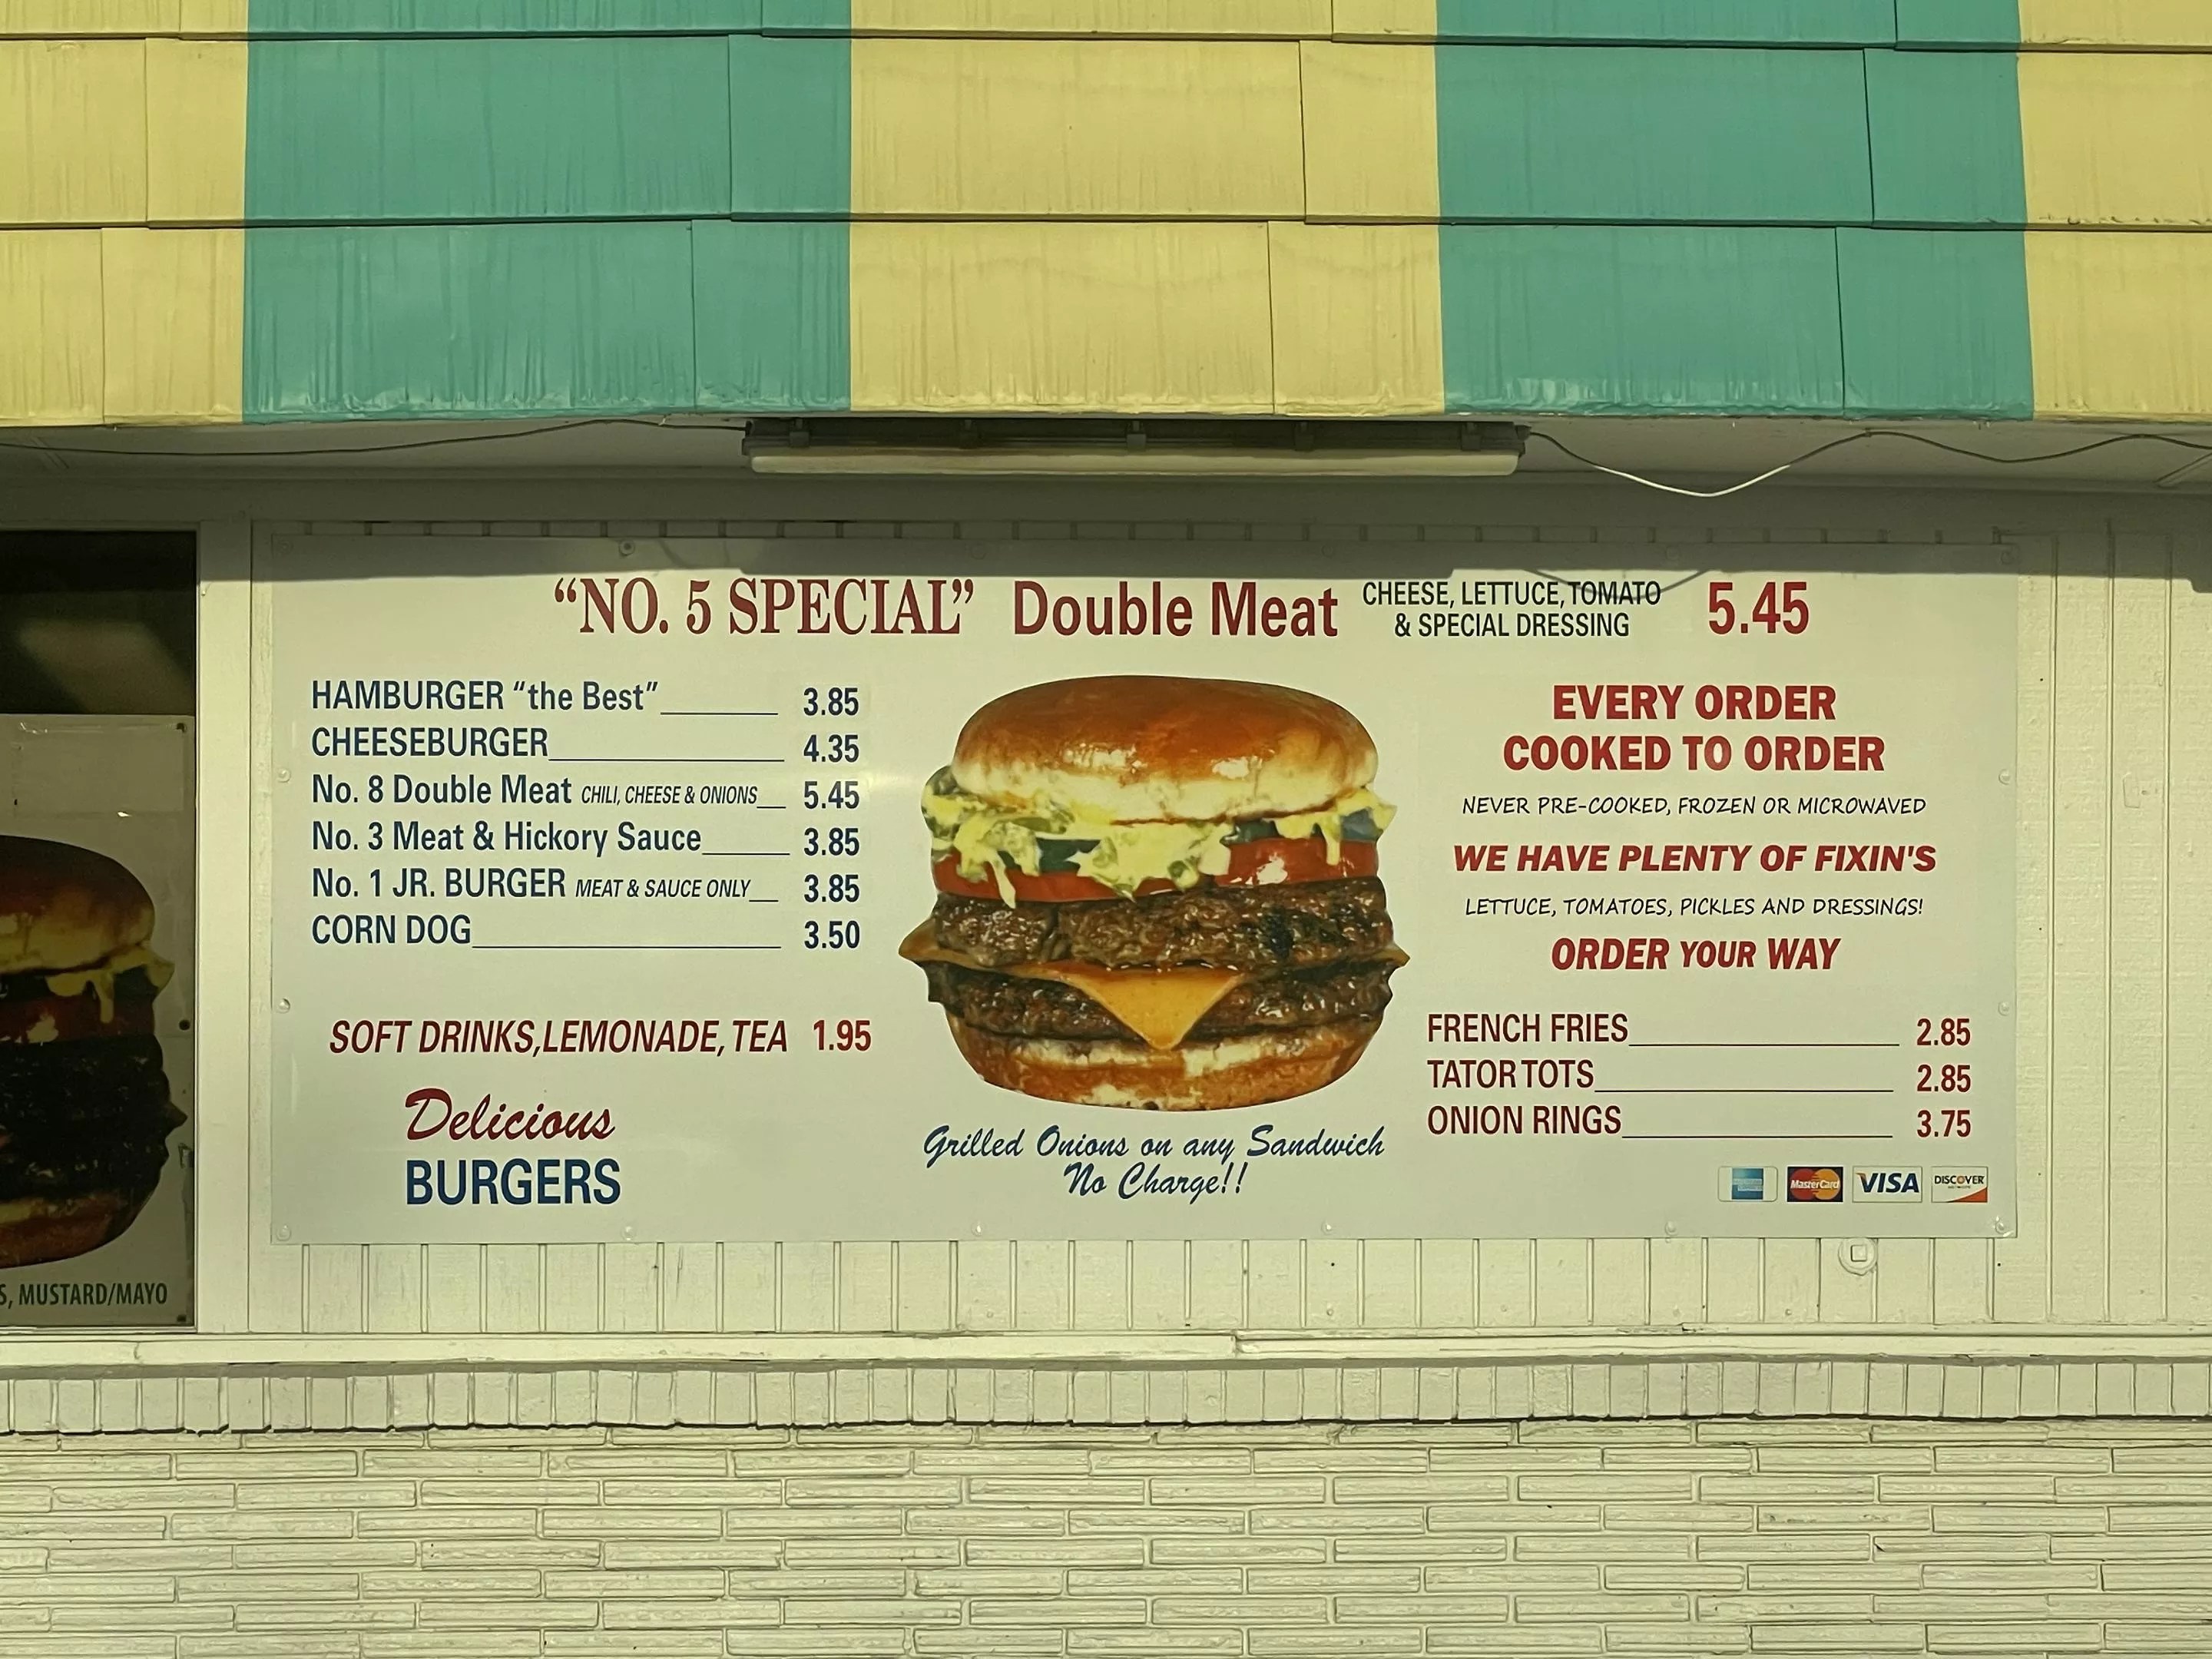 “NO. 5 SPECIAL” Double Meat CHEESE, LETTUCE, TOMATO
& SPECIAL DRESSING 5.45
HAMBURGER “the Best” 3.85
CHEESEBURGER 4.35
No. 8 Double Meat CHILI, CHEESE & ONIONS 5.45
No. 3 Meat & Hickory Sauce 3.85
No. 1 JR. BURGER MEAT & SAUCE ONLY 3.85
CORN DOG 3.50
SOFT DRINKS,LEMONADE, TEA 1.95
Delicious
BURGERS
Grilled Onions on any Sandwich
No Charge!!
EVERY ORDER
COOKED TO ORDER
NEVER PRE-COOKED, FROZEN OR MICROWAVED
WE HAVE PLENTY OF FIXIN'S
LETTUCE, TOMATOES, PICKLES AND DRESSINGS!
ORDER YOUR WAY
FRENCH FRIES 2.85
TATOR TOTS 2.85
ONION RINGS 3.75
MasterCard VISA DISCOVER
S, MUSTARD/MAYO